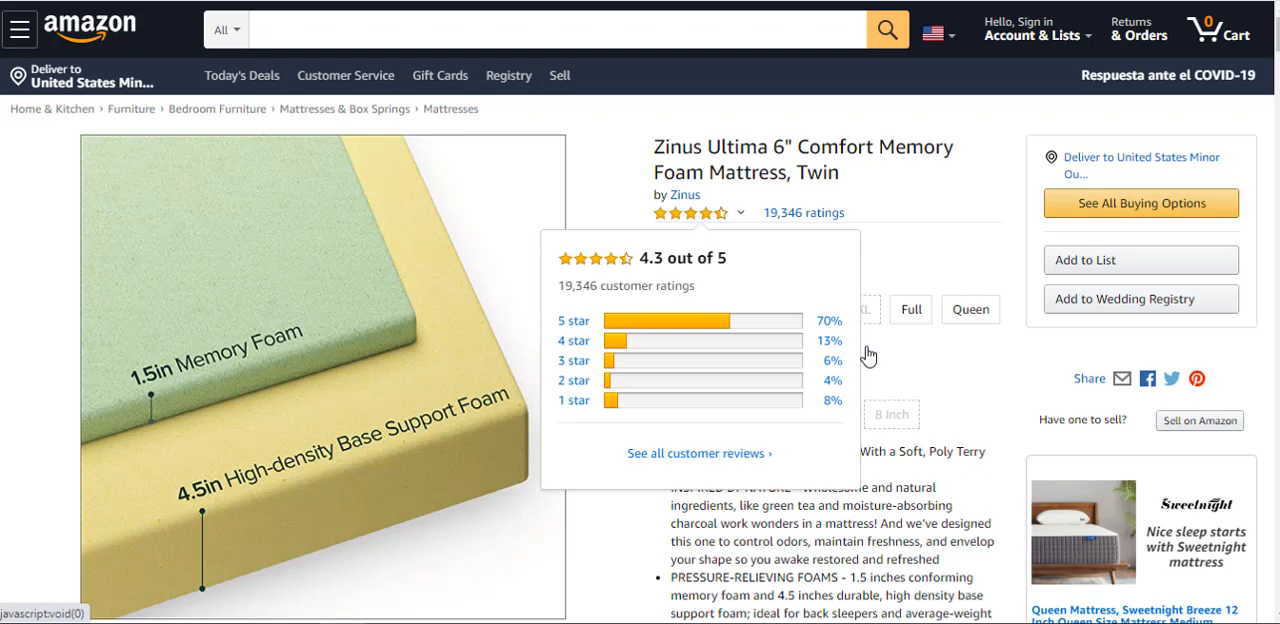 amazon
All
Hello, Sign in
Account & Lists
Returns
& Orders
0
Cart
Deliver to
United States Min...
Today's Deals
Customer Service
Gift Cards
Registry
Sell
Respuesta ante el COVID-19
Home & Kitchen › Furniture › Bedroom Furniture › Mattresses & Box Springs › Mattresses
1.5in Memory Foam
4.5in High-density Base Support Foam
Zinus Ultima 6" Comfort Memory
Foam Mattress, Twin
by Zinus
19,346 ratings
4.3 out of 5
19,346 customer ratings
5 star 70%
4 star 13%
3 star 6%
2 star 4%
1 star 8%
See all customer reviews ›
Full
Queen
8 Inch
With a Soft, Poly Terry
INSPIRED BY NATURE - Wholesome and natural
ingredients, like green tea and moisture-absorbing
charcoal work wonders in a mattress! And we've designed
this one to control odors, maintain freshness, and envelop
your shape so you awake restored and refreshed
• PRESSURE-RELIEVING FOAMS - 1.5 inches conforming
memory foam and 4.5 inches durable, high density base
support foam; ideal for back sleepers and average-weight
Deliver to United States Minor
Ou...
See All Buying Options
Add to List
Add to Wedding Registry
Share
Have one to sell?
Sell on Amazon
Sweetnight
Nice sleep starts
with Sweetnight
mattress
Queen Mattress, Sweetnight Breeze 12
Inch Queen Size Mattress Medium
javascript:void(0)